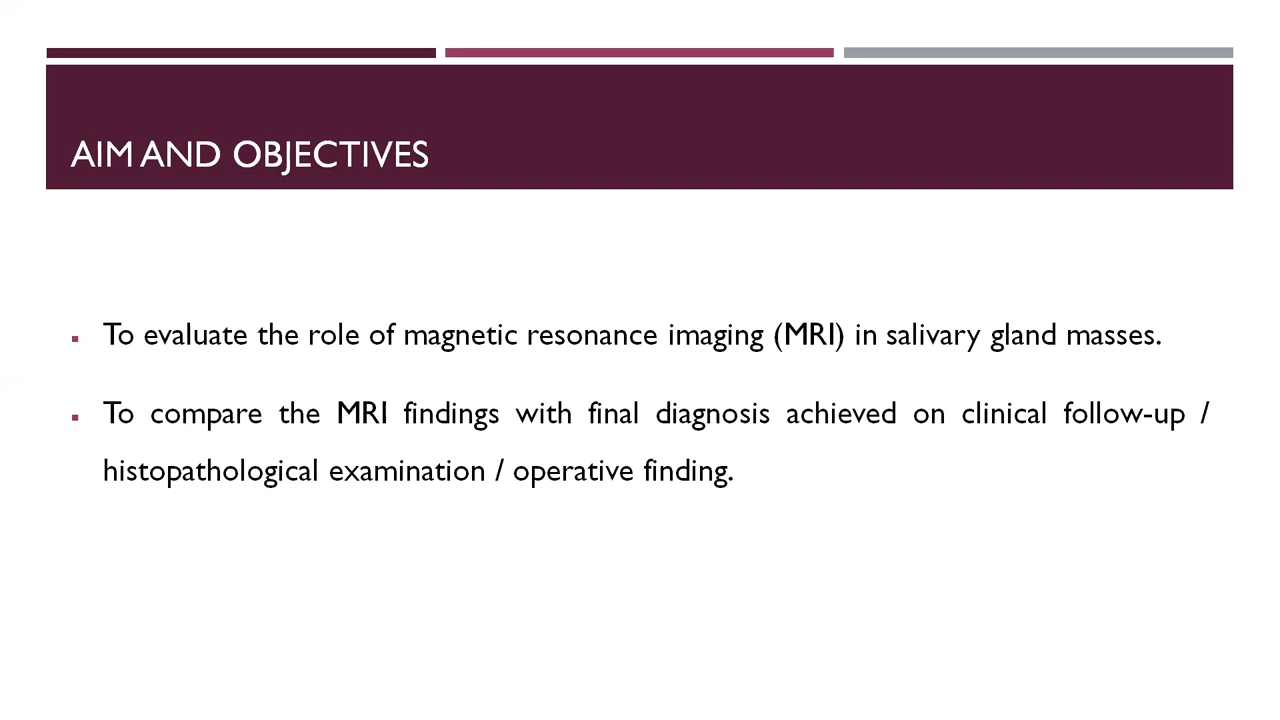 AIM AND OBJECTIVES
To evaluate the role of magnetic resonance imaging (MRI) in salivary gland masses.
To compare the MRI findings with final diagnosis achieved on clinical follow-up /
histopathological examination / operative finding.